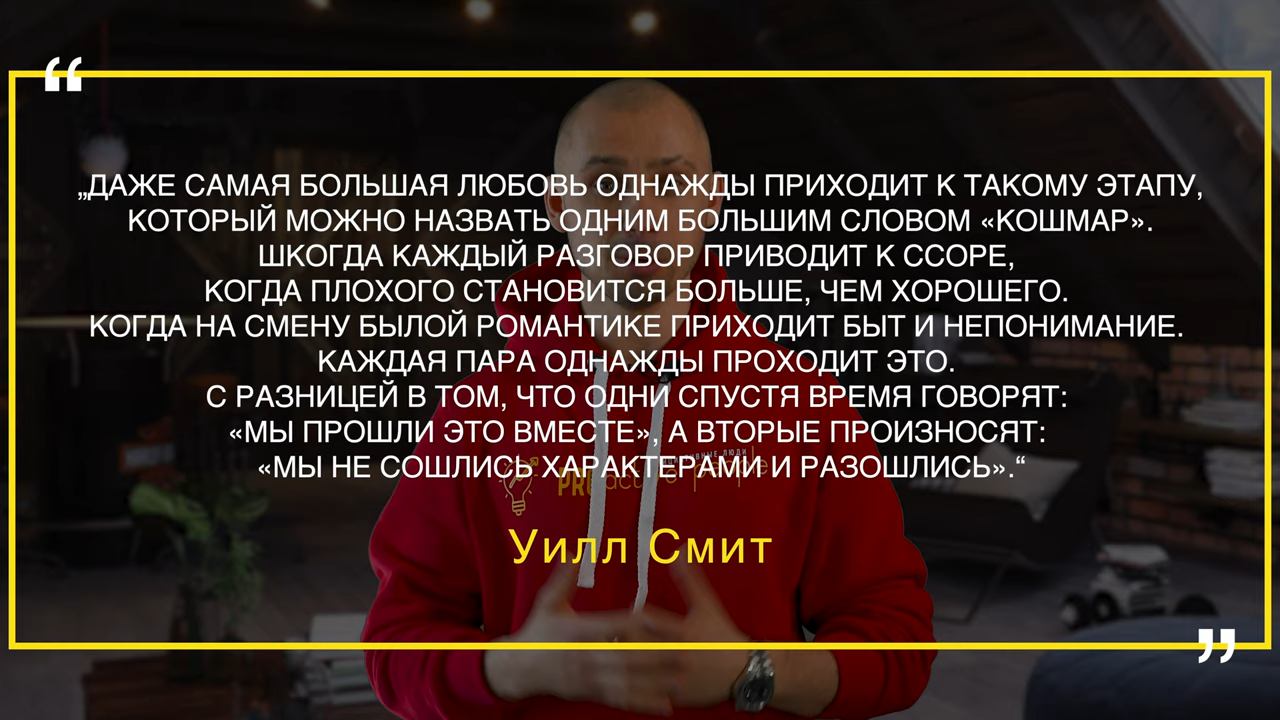 “
„ДАЖЕ САМАЯ БОЛЬШАЯ ЛЮБОВЬ ОДНАЖДЫ ПРИХОДИТ К ТАКОМУ ЭТАПУ,
КОТОРЫЙ МОЖНО НАЗВАТЬ ОДНИМ БОЛЬШИМ СЛОВОМ «КОШМАР».
ШКОГДА КАЖДЫЙ РАЗГОВОР ПРИВОДИТ К ССОРЕ,
КОГДА ПЛОХОГО СТАНОВИТСЯ БОЛЬШЕ, ЧЕМ ХОРОШЕГО.
КОГДА НА СМЕНУ БЫЛОЙ РОМАНТИКЕ ПРИХОДИТ БЫТ И НЕПОНИМАНИЕ.
КАЖДАЯ ПАРА ОДНАЖДЫ ПРОХОДИТ ЭТО.
С РАЗНИЦЕЙ В ТОМ, ЧТО ОДНИ СПУСТЯ ВРЕМЯ ГОВОРЯТ:
«МЫ ПРОШЛИ ЭТО ВМЕСТЕ», А ВТОРЫЕ ПРОИЗНОСЯТ:
«МЫ НЕ СОШЛИСЬ ХАРАКТЕРАМИ И РАЗОШЛИСЬ».“
Уилл Смит
”